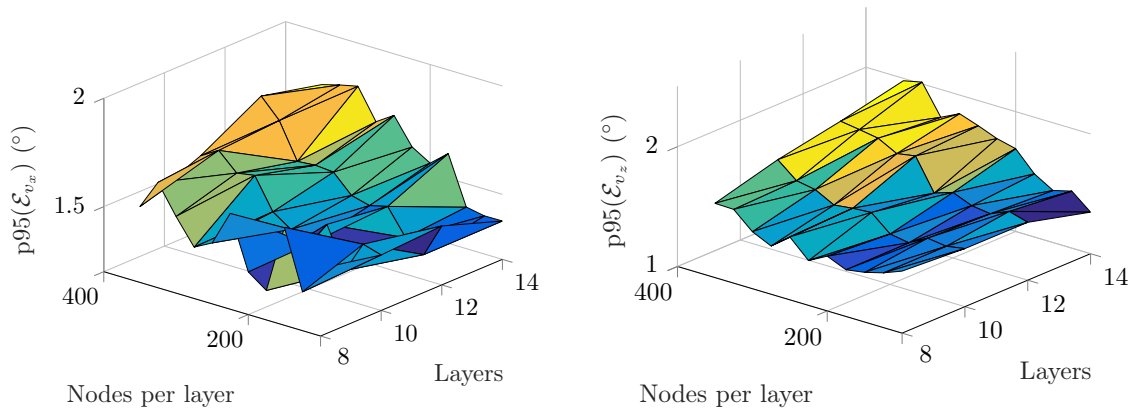 2
1.5
400
200
8
10
12
14
p95(ℰ_{v_x}) (°)
Nodes per layer
Layers
2
1
400
200
8
10
12
14
p95(ℰ_{v_z}) (°)
Nodes per layer
Layers